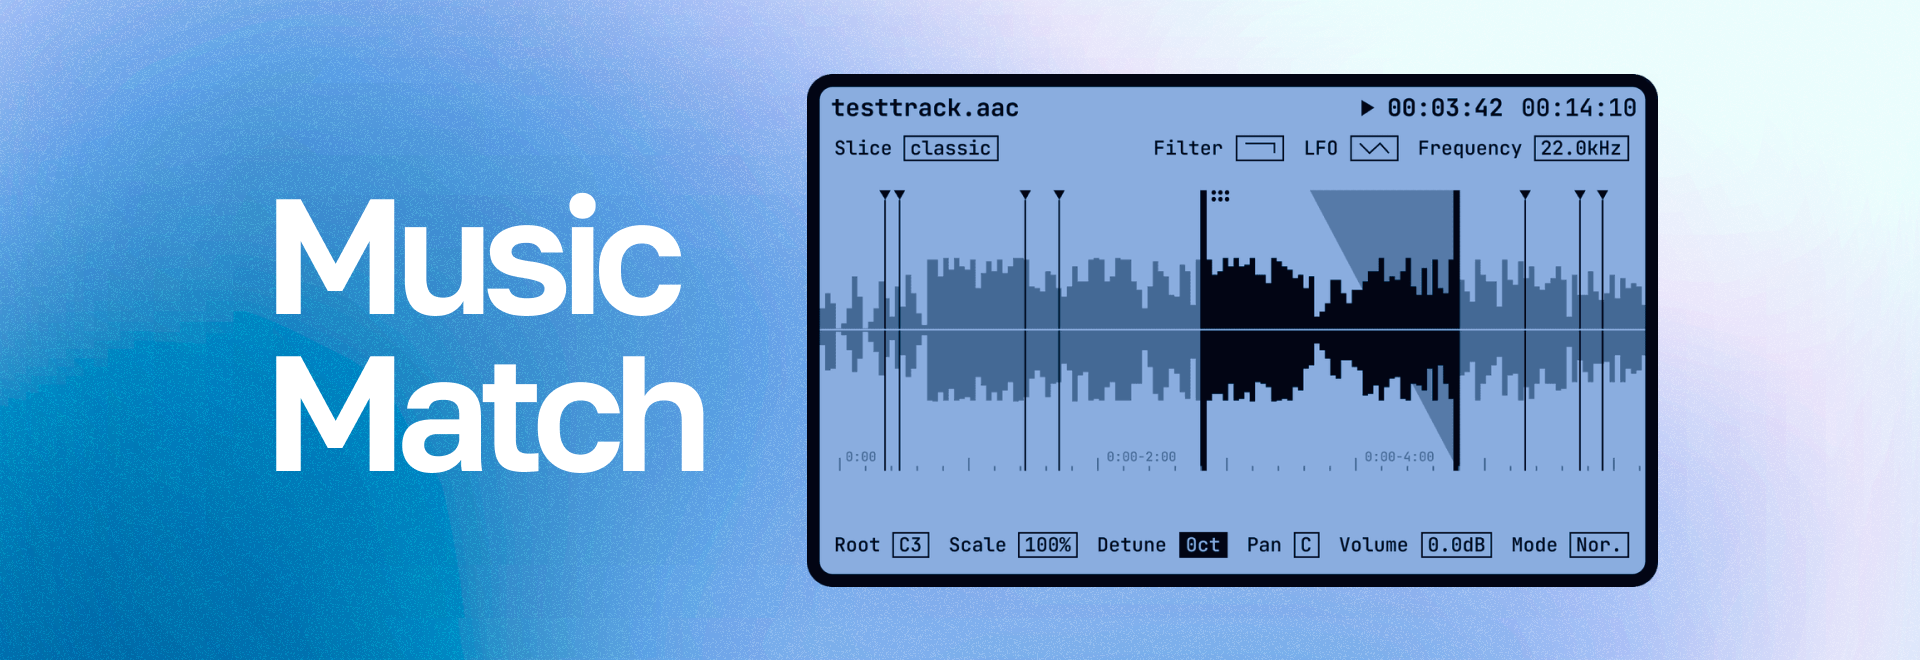 Music
Match
testtrack.aac 00:03:42 00:14:10
Slice classic Filter LFO Frequency 22.0kHz
0:00 0:00-2:00 0:00-4:00
Root C3 Scale 100% Detune 0ct Pan C Volume 0.0dB Mode Nor.